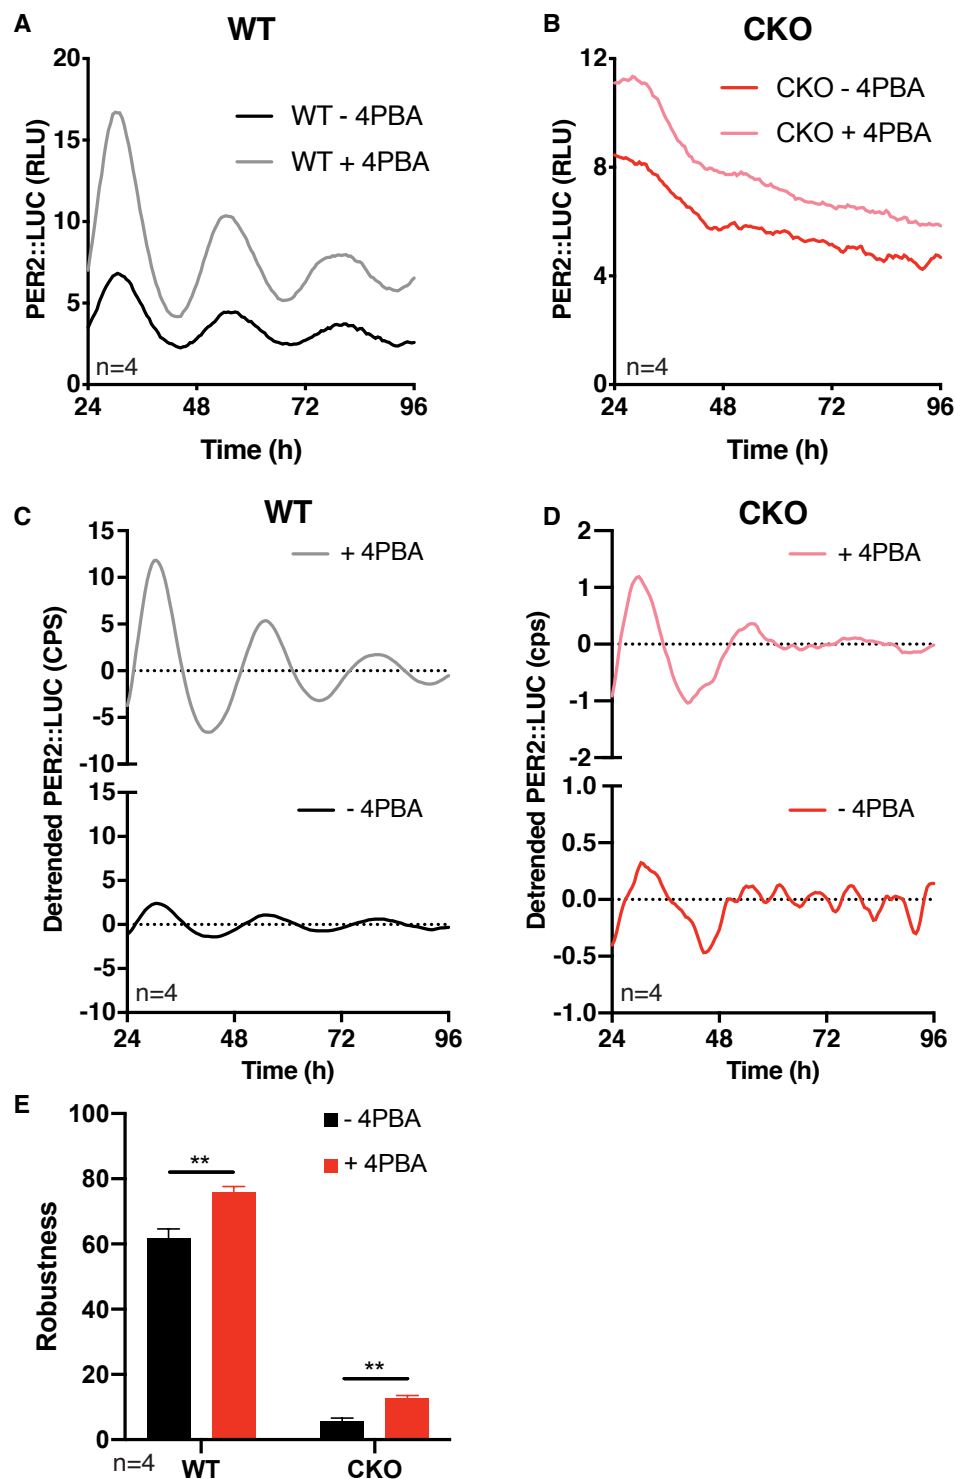 A
WT
20
15
10
5
0
PER2::LUC (RLU)
WT - 4PBA
WT + 4PBA
n=4
24 48 72 96
Time (h)
B
CKO
12
8
4
0
PER2::LUC (RLU)
CKO - 4PBA
CKO + 4PBA
n=4
24 48 72 96
Time (h)
C
WT
Detrended PER2::LUC (CPS)
15
10
5
0
-5
-10
+ 4PBA
15
10
5
0
-5
-10
- 4PBA
n=4
24 48 72 96
Time (h)
D
CKO
Detrended PER2::LUC (cps)
2
1
0
-1
-2
+ 4PBA
1.0
0.5
0.0
-0.5
-1.0
- 4PBA
n=4
24 48 72 96
Time (h)
E
Robustness
100
80
60
40
20
0
- 4PBA
+ 4PBA
**
**
n=4
WT CKO